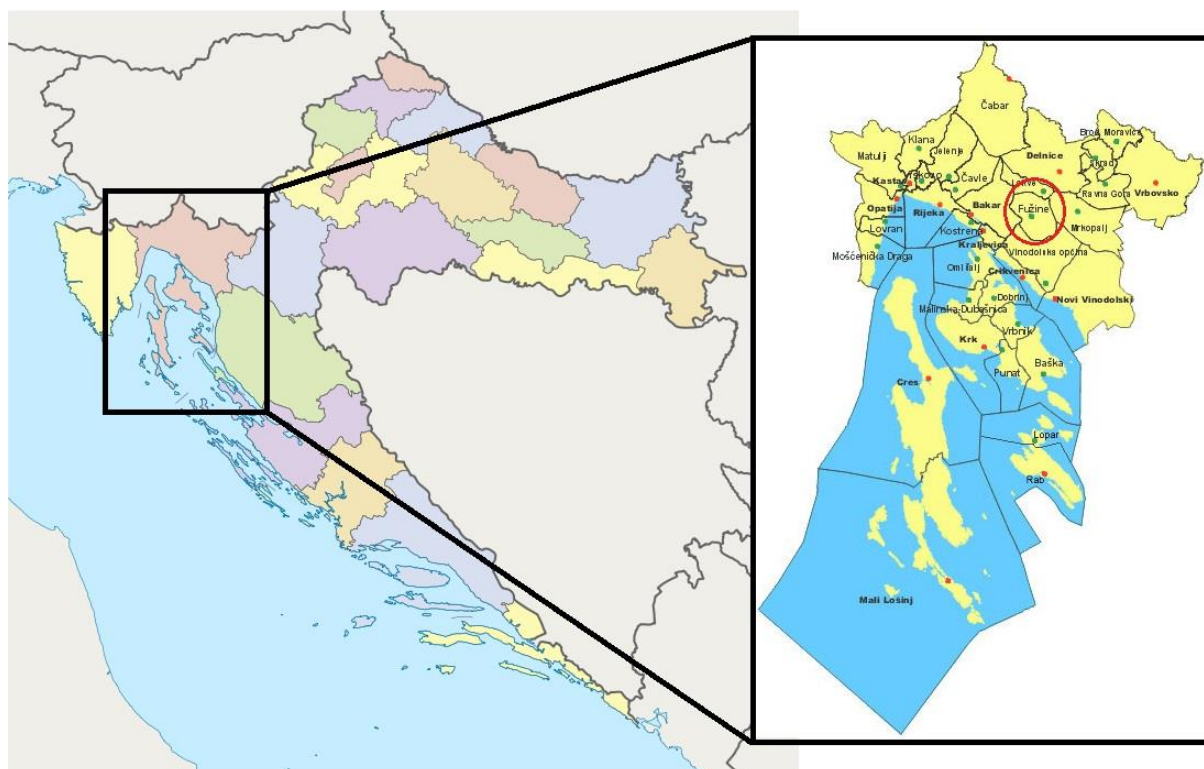 Čabar
Klana
Jelenje
Brod Moravice
Matulji
Delnice
Skrad
Kastav
Viškovo
Čavle
Lokve
Ravna Gora
Vrbovsko
Opatija
Rijeka
Bakar
Fužine
Mrkopalj
Lovran
Kostrena
Kraljevica
Mošćenička Draga
Vinodolska općina
Omišalj
Crikvenica
Dobrinj
Novi Vinodolski
Malinska-Dubašnica
Vrbnik
Krk
Punat
Baška
Cres
Lopar
Rab
Mali Lošinj